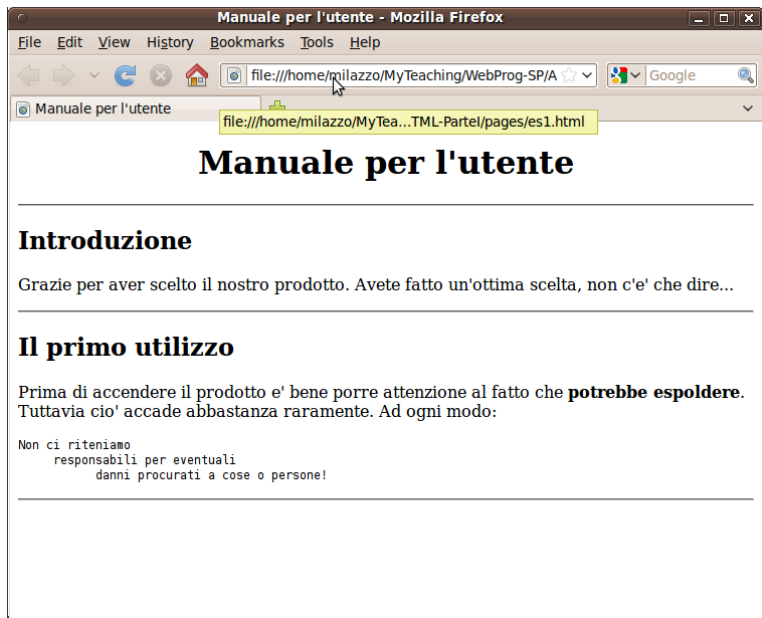 Manuale per l'utente - Mozilla Firefox
File Edit View History Bookmarks Tools Help
file:///home/milazzo/MyTeaching/WebProg-SP/A Google
Manuale per l'utente
file:///home/milazzo/MyTea...TML-ParteI/pages/es1.html
Manuale per l'utente
Introduzione
Grazie per aver scelto il nostro prodotto. Avete fatto un'ottima scelta, non c'e' che dire...
Il primo utilizzo
Prima di accendere il prodotto e' bene porre attenzione al fatto che potrebbe espoldere.
Tuttavia cio' accade abbastanza raramente. Ad ogni modo:
Non ci riteniamo
responsabili per eventuali
danni procurati a cose o persone!